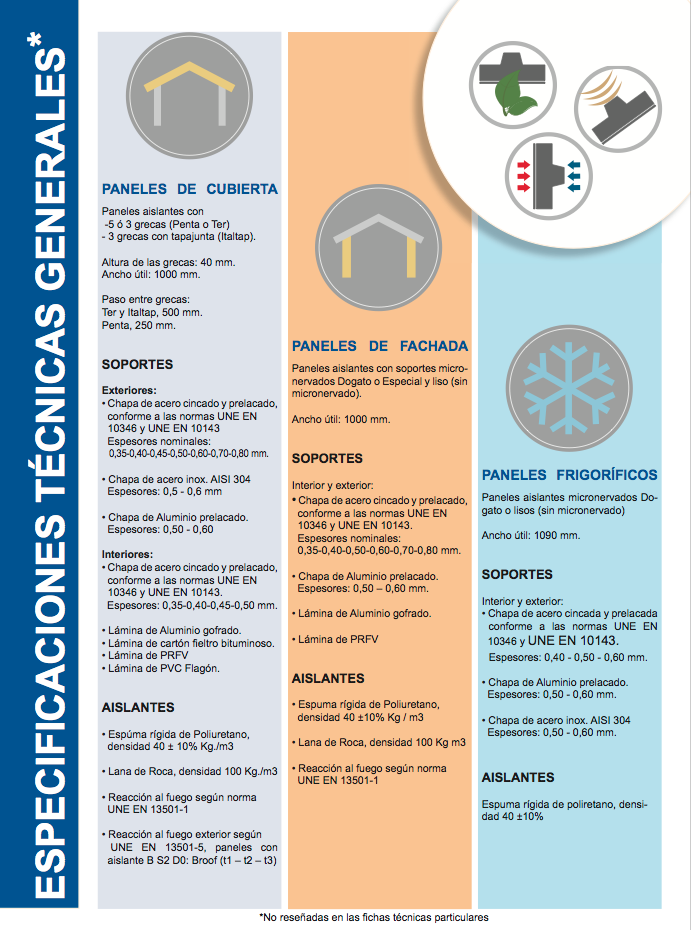 ESPECIFICACIONES TÉCNICAS GENERALES*
PANELES DE CUBIERTA
Paneles aislantes con
-5 ó 3 grecas (Penta o Ter)
- 3 grecas con tapajunta (Italtap).
Altura de las grecas: 40 mm.
Ancho útil: 1000 mm.
Paso entre grecas:
Ter y Italtap, 500 mm.
Penta, 250 mm.
SOPORTES
Exteriores:
• Chapa de acero cincado y prelacado,
conforme a las normas UNE EN
10346 y UNE EN 10143
Espesores nominales:
0,35-0,40-0,45-0,50-0,60-0,70-0,80 mm.
• Chapa de acero inox. AISI 304
Espesores: 0,5 - 0,6 mm
• Chapa de Aluminio prelacado.
Espesores: 0,50 - 0,60
Interiores:
• Chapa de acero cincado y prelacado,
conforme a las normas UNE EN
10346 y UNE EN 10143.
Espesores: 0,35-0,40-0,45-0,50 mm.
• Lámina de Aluminio gofrado.
• Lámina de cartón fieltro bituminoso.
• Lámina de PRFV
• Lámina de PVC Flagón.
AISLANTES
• Espúma rígida de Poliuretano,
densidad 40 ± 10% Kg./m3
• Lana de Roca, densidad 100 Kg./m3
• Reacción al fuego según norma
UNE EN 13501-1
• Reacción al fuego exterior según
UNE EN 13501-5, paneles con
aislante B S2 D0: Broof (t1 – t2 – t3)
PANELES DE FACHADA
Paneles aislantes con soportes micro-
nervados Dogato o Especial y liso (sin
micronervado).
Ancho útil: 1000 mm.
SOPORTES
Interior y exterior:
• Chapa de acero cincado y prelacado,
conforme a las normas UNE EN
10346 y UNE EN 10143.
Espesores nominales:
0,35-0,40-0,50-0,60-0,70-0,80 mm.
• Chapa de Aluminio prelacado.
Espesores: 0,50 – 0,60 mm.
• Lámina de Aluminio gofrado.
• Lámina de PRFV
AISLANTES
• Espuma rígida de Poliuretano,
densidad 40 ±10% Kg / m3
• Lana de Roca, densidad 100 Kg m3
• Reacción al fuego según norma
UNE EN 13501-1
PANELES FRIGORÍFICOS
Paneles aislantes micronervados Do-
gato o lisos (sin micronervado)
Ancho útil: 1090 mm.
SOPORTES
Interior y exterior:
• Chapa de acero cincada y prelacada
conforme a las normas UNE EN
10346 y UNE EN 10143.
Espesores: 0,40 - 0,50 - 0,60 mm.
• Chapa de Aluminio prelacado.
Espesores: 0,50 - 0,60 mm.
• Chapa de acero inox. AISI 304
Espesores: 0,50 - 0,60 mm.
AISLANTES
Espuma rígida de poliretano, densi-
dad 40 ±10%
*No reseñadas en las fichas técnicas particulares